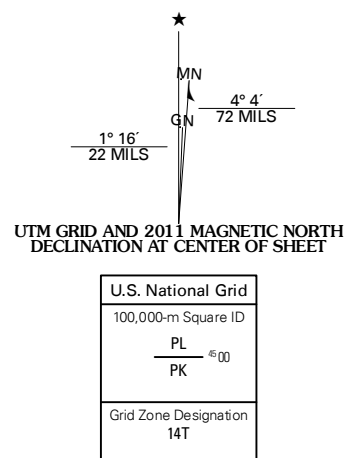 ★
MN
GN
4° 4´
72 MILS
1° 16´
22 MILS
UTM GRID AND 2011 MAGNETIC NORTH
DECLINATION AT CENTER OF SHEET
U.S. National Grid
100,000-m Square ID
PL
4500
PK
Grid Zone Designation
14T